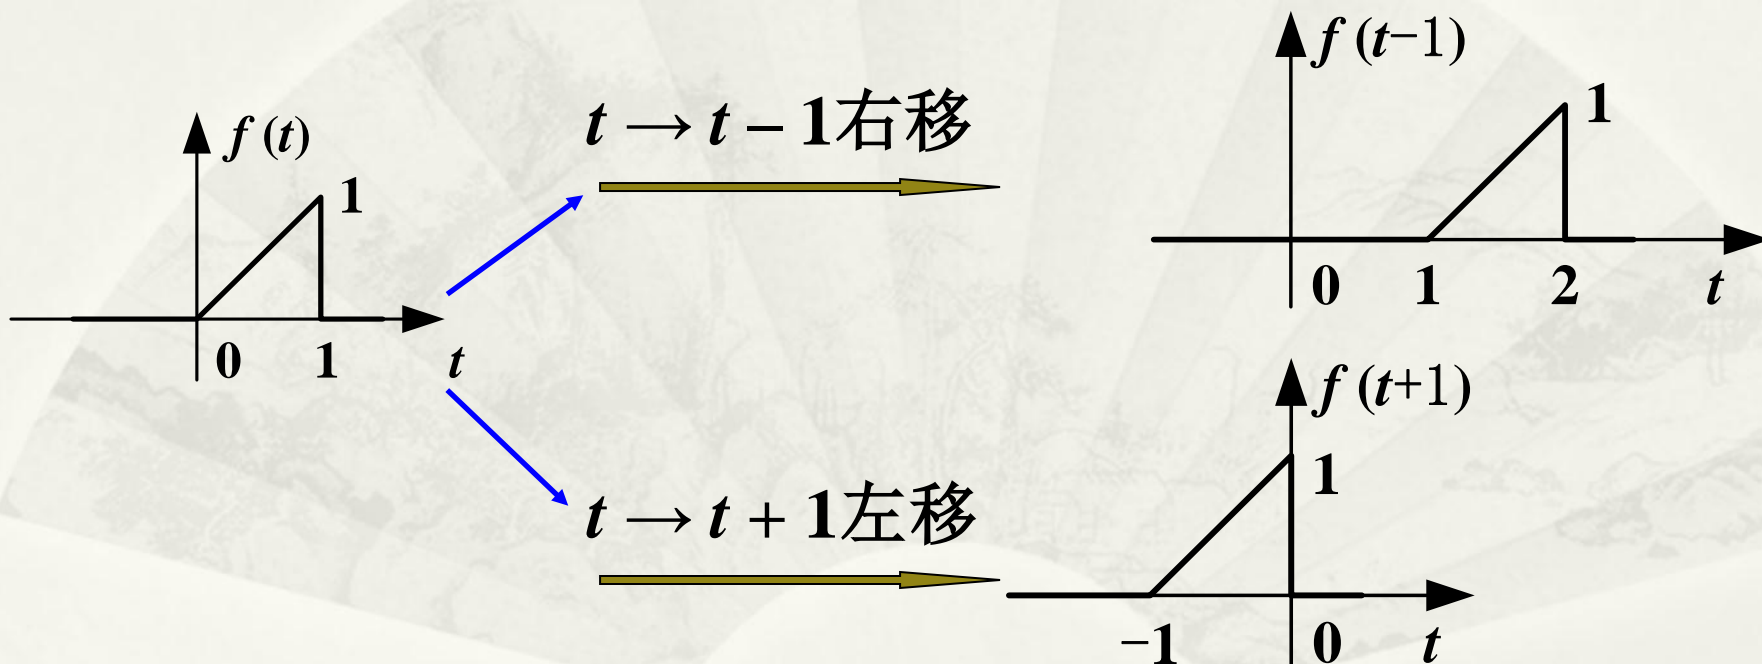 f (t)
1
0 1 t
t → t − 1右移
f (t−1)
1
0 1 2 t
t → t + 1左移
f (t+1)
1
−1 0 t